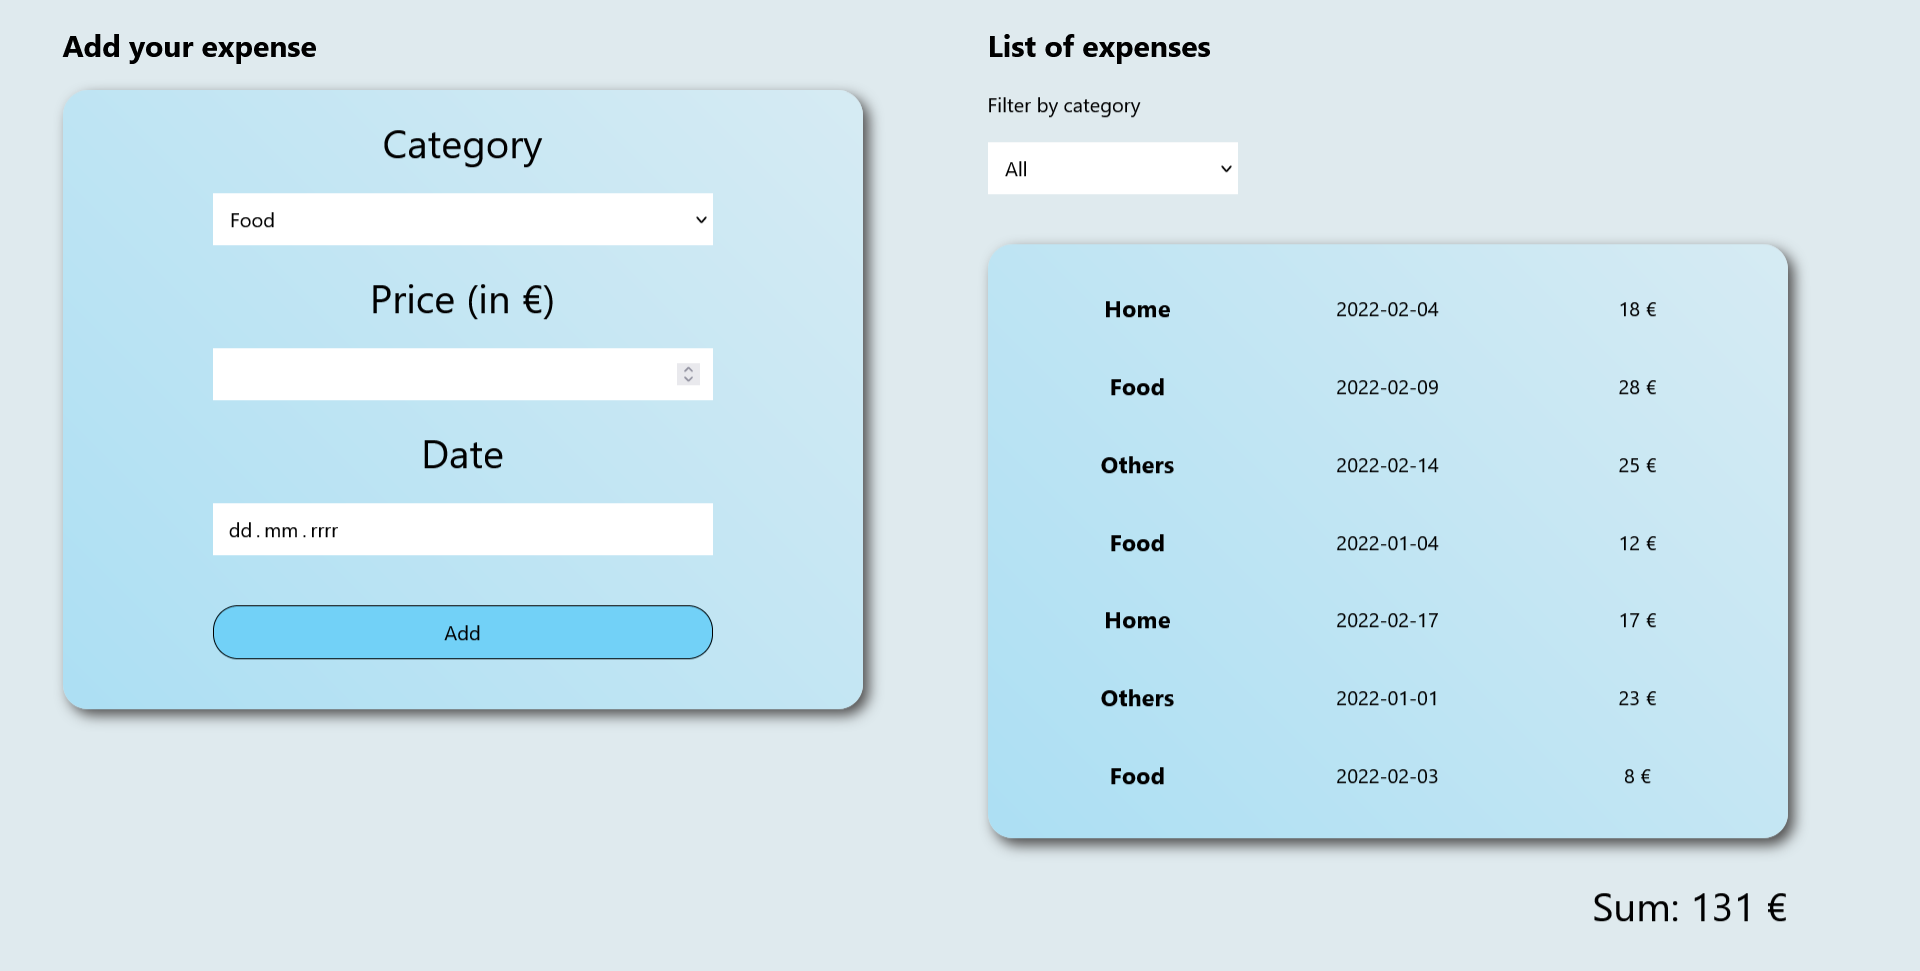 Add your expense
Category
Food
Price (in €)
Date
dd.mm.rrrr
Add
List of expenses
Filter by category
All
Home 2022-02-04 18 €
Food 2022-02-09 28 €
Others 2022-02-14 25 €
Food 2022-01-04 12 €
Home 2022-02-17 17 €
Others 2022-01-01 23 €
Food 2022-02-03 8 €
Sum: 131 €